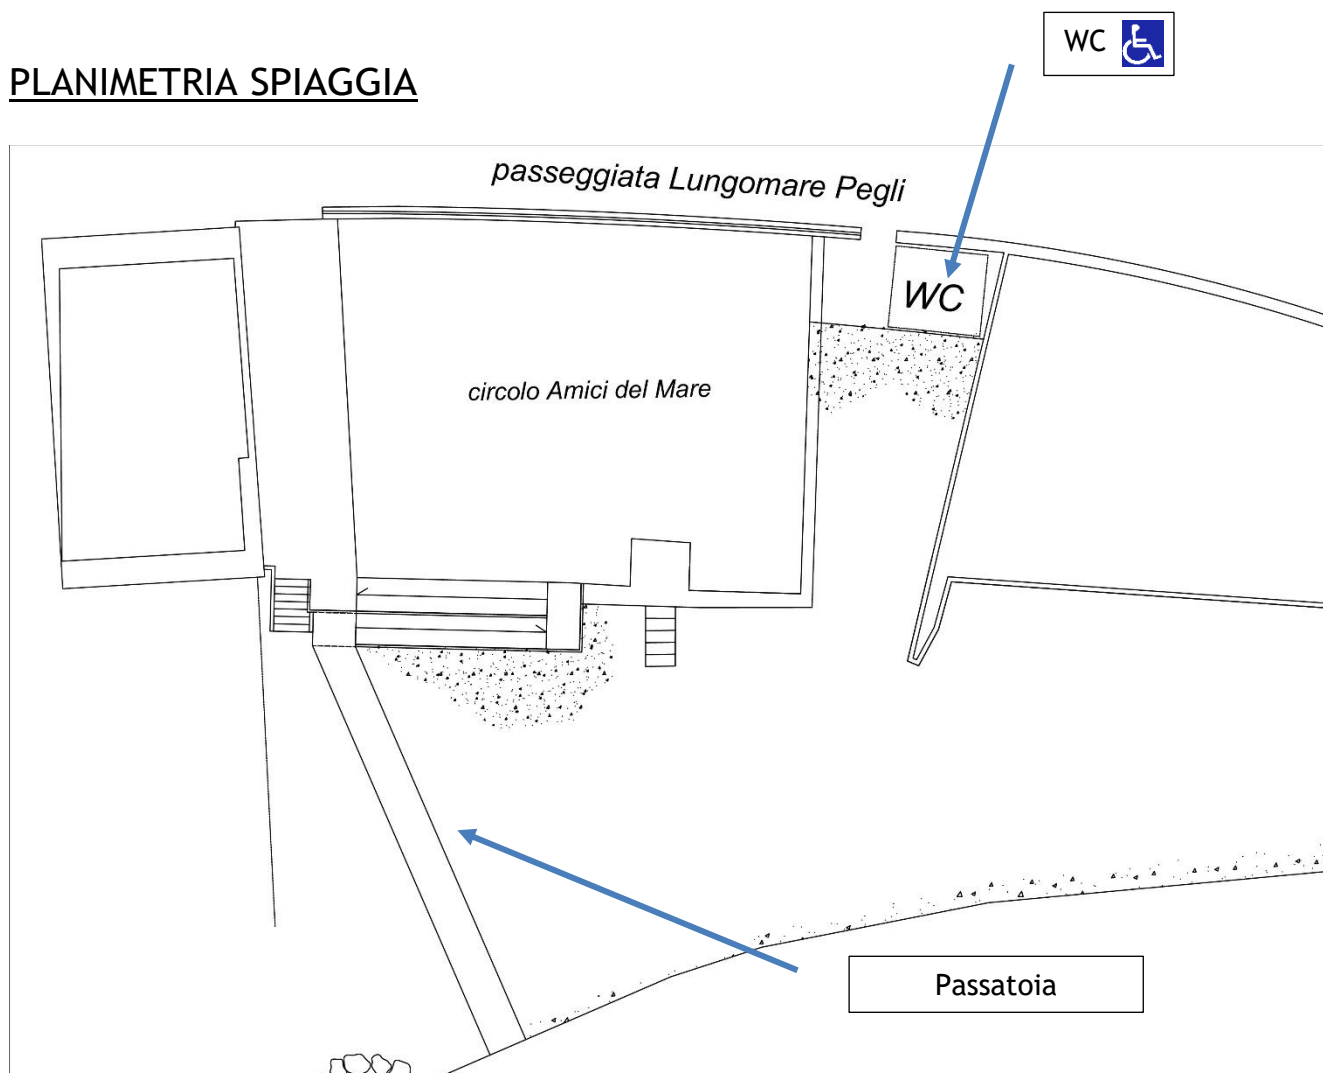 WC
PLANIMETRIA SPIAGGIA
passeggiata Lungomare Pegli
WC
circolo Amici del Mare
Passatoia